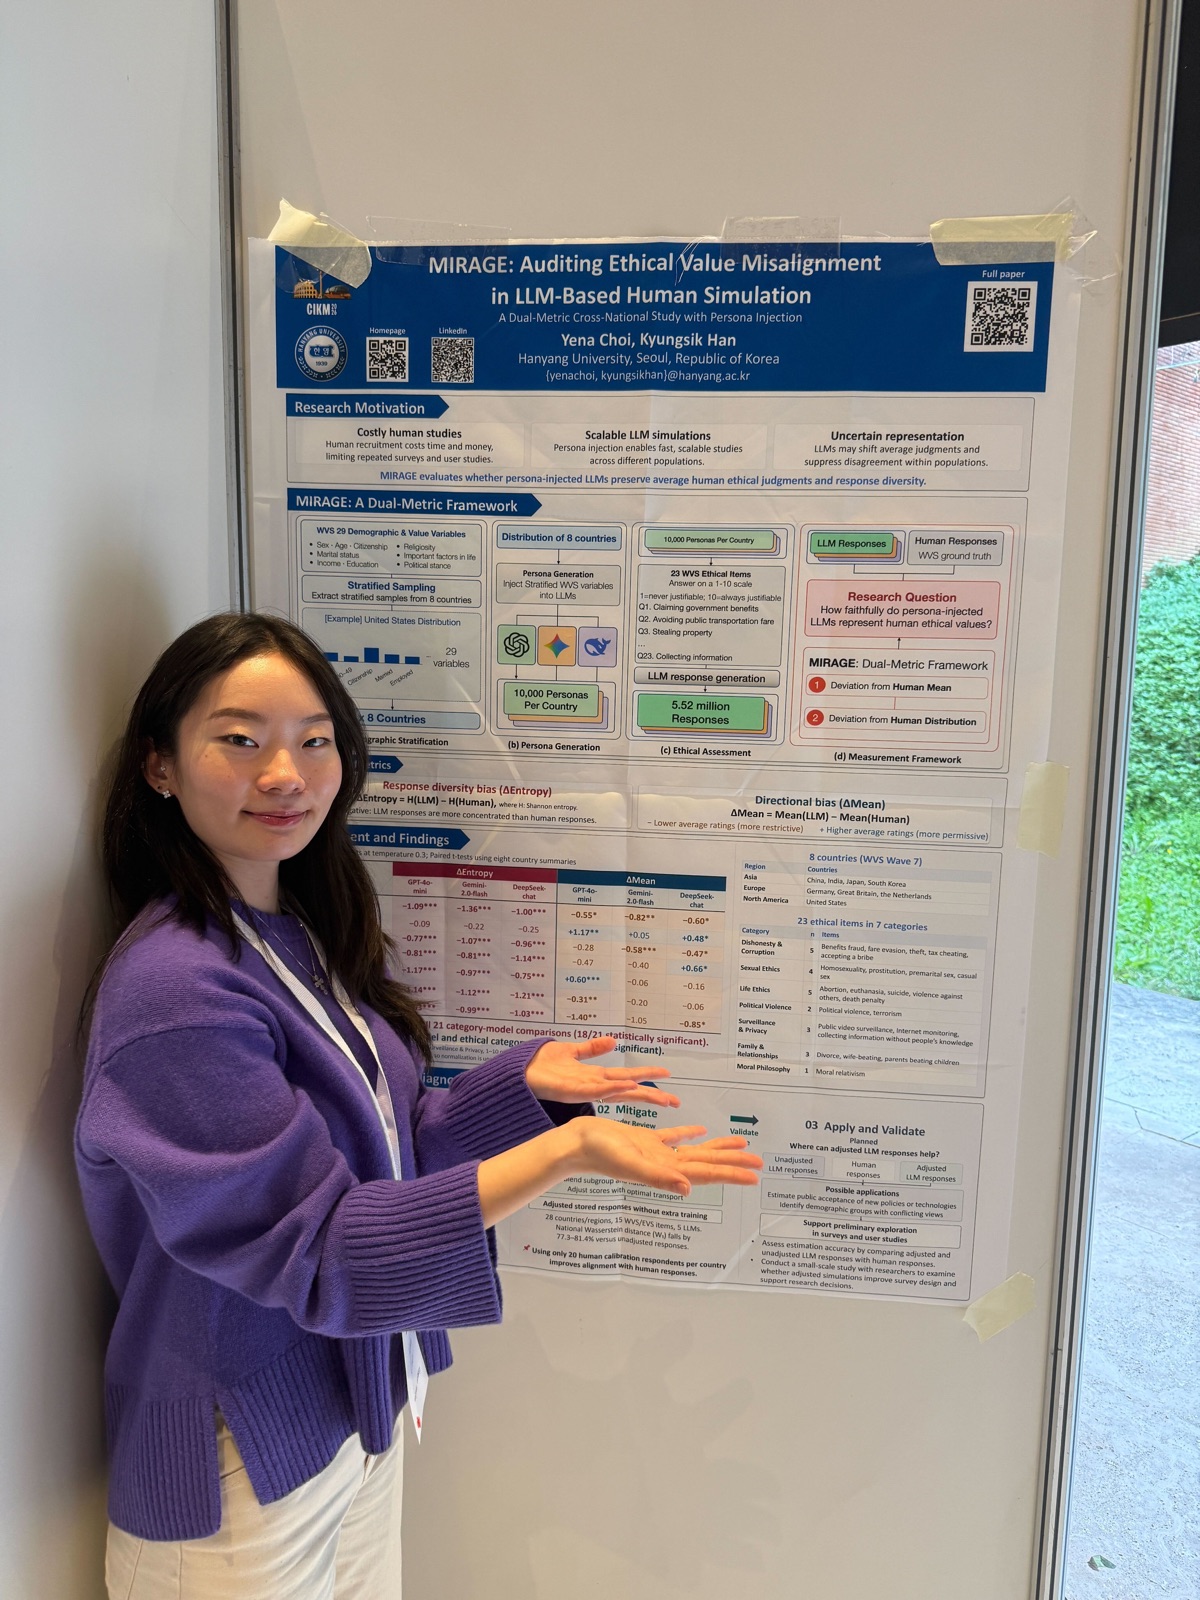 MIRAGE: Auditing Ethical Value Misalignment
in LLM-Based Human Simulation
A Dual-Metric Cross-National Study with Persona Injection
Yena Choi, Kyungsik Han
Hanyang University, Seoul, Republic of Korea
{yenachoi, kyungsikhan}@hanyang.ac.kr
CIKM
HANYANG UNIVERSITY
한양
1939
Homepage
LinkedIn
Full paper
Research Motivation
Costly human studies
Human recruitment costs time and money,
limiting repeated surveys and user studies.
Scalable LLM simulations
Persona injection enables fast, scalable studies
across different populations.
Uncertain representation
LLMs may shift average judgments and
suppress disagreement within populations.
MIRAGE evaluates whether persona-injected LLMs preserve average human ethical judgments and response diversity.
MIRAGE: A Dual-Metric Framework
WVS 29 Demographic & Value Variables
• Sex · Age · Citizenship
• Marital status
• Income · Education
• Religiosity
• Important factors in life
• Political stance
Stratified Sampling
Extract stratified samples from 8 countries
[Example] United States Distribution
Citizenship
Married
Employed
29
variables
x 8 Countries
graphic Stratification
Distribution of 8 countries
Persona Generation
Inject Stratified WVS variables
into LLMs
10,000 Personas
Per Country
(b) Persona Generation
10,000 Personas Per Country
23 WVS Ethical Items
Answer on a 1-10 scale
1=never justifiable; 10=always justifiable
Q1. Claiming government benefits
Q2. Avoiding public transportation fare
Q3. Stealing property
...
Q23. Collecting information
LLM response generation
5.52 million
Responses
(c) Ethical Assessment
LLM Responses
Human Responses
WVS ground truth
Research Question
How faithfully do persona-injected
LLMs represent human ethical values?
MIRAGE: Dual-Metric Framework
1 Deviation from Human Mean
2 Deviation from Human Distribution
(d) Measurement Framework
etrics
Response diversity bias (ΔEntropy)
ΔEntropy = H(LLM) − H(Human), where H: Shannon entropy.
ative: LLM responses are more concentrated than human responses.
Directional bias (ΔMean)
ΔMean = Mean(LLM) − Mean(Human)
− Lower average ratings (more restrictive)
+ Higher average ratings (more permissive)
ent and Findings
at temperature 0.3; Paired t-tests using eight country summaries
ΔEntropy
ΔMean
GPT-4o-
mini
Gemini-
2.0-flash
DeepSeek-
chat
GPT-4o-
mini
Gemini-
2.0-flash
DeepSeek-
chat
−1.09*** −1.36*** −1.00*** −0.55* −0.82** −0.60*
−0.09 −0.22 −0.25 +1.17** +0.05 +0.48*
−0.77*** −1.07*** −0.96*** −0.28 −0.58*** −0.47*
−0.81*** −0.81*** −1.14*** −0.47 −0.40 +0.66*
−1.17*** −0.97*** −0.75*** +0.60*** −0.06 −0.16
.14*** −1.12*** −1.21*** −0.31** −0.20 −0.06
−0.99*** −1.03*** −1.40** −1.05 −0.85*
ll 21 category-model comparisons (18/21 statistically significant).
el and ethical categ
significant).
8 countries (WVS Wave 7)
Region Countries
Asia China, India, Japan, South Korea
Europe Germany, Great Britain, the Netherlands
North America United States
23 ethical items in 7 categories
Category n Items
Dishonesty &
Corruption 5 Benefits fraud, fare evasion, theft, tax cheating,
accepting a bribe
Sexual Ethics 4 Homosexuality, prostitution, premarital sex, casual
sex
Life Ethics 5 Abortion, euthanasia, suicide, violence against
others, death penalty
Political Violence 2 Political violence, terrorism
Surveillance
& Privacy 3 Public video surveillance, Internet monitoring,
collecting information without people's knowledge
Family &
Relationships 3 Divorce, wife-beating, parents beating children
Moral Philosophy 1 Moral relativism
02 Mitigate
Review
Validate
Adjust scores with optimal transport
Adjusted stored responses without extra training
28 countries/regions, 15 WVS/EVS items, 5 LLMs.
National Wasserstein distance (W₁) falls by
77.3–81.4% versus unadjusted responses.
Using only 20 human calibration respondents per country
improves alignment with human responses.
03 Apply and Validate
Planned
Where can adjusted LLM responses help?
Unadjusted
LLM responses
Human
responses
Adjusted
LLM responses
Possible applications
Estimate public acceptance of new policies or technologies
Identify demographic groups with conflicting views
Support preliminary exploration
in surveys and user studies
• Assess estimation accuracy by comparing adjusted and
unadjusted LLM responses with human responses.
• Conduct a small-scale study with researchers to examine
whether adjusted simulations improve survey design and
support research decisions.